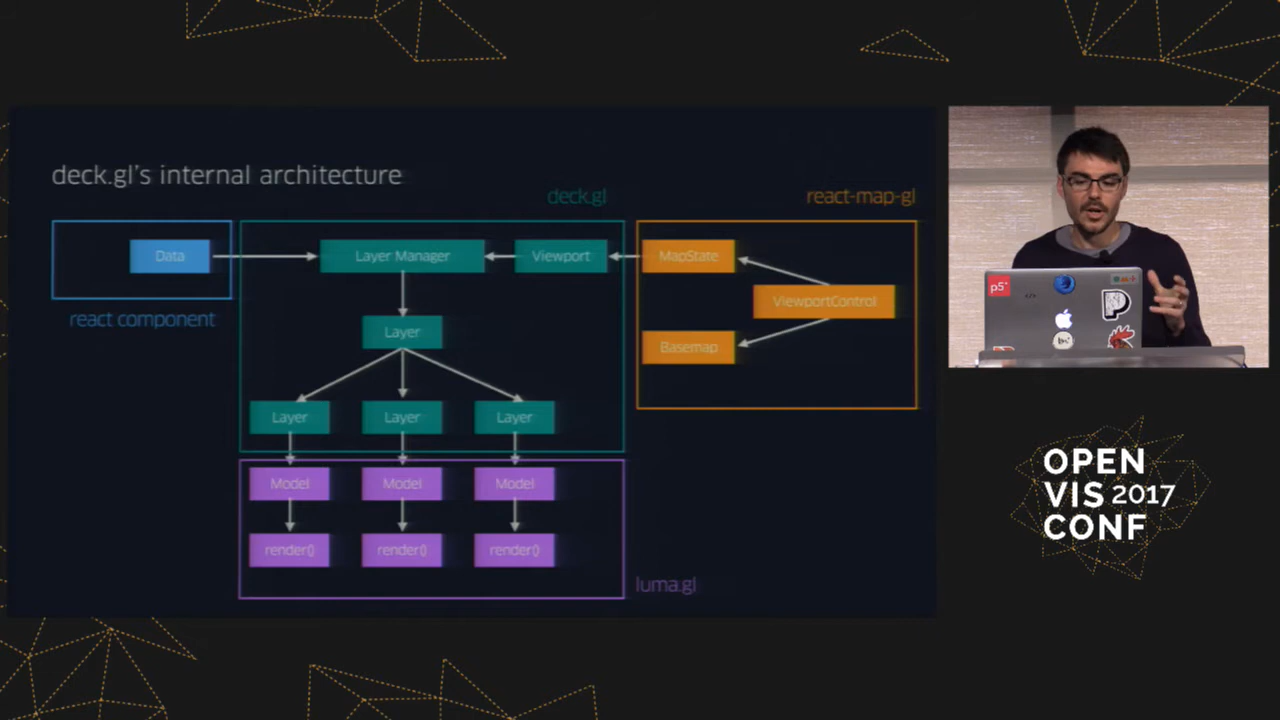 deck.gl's internal architecture
deck.gl
react-map-gl
Data
Layer Manager
Viewport
MapState
ViewportControl
react component
Layer
Basemap
Layer
Layer
Layer
Model
Model
Model
render()
render()
render()
luma.gl
p5*
OPEN
VIS 2017
CONF